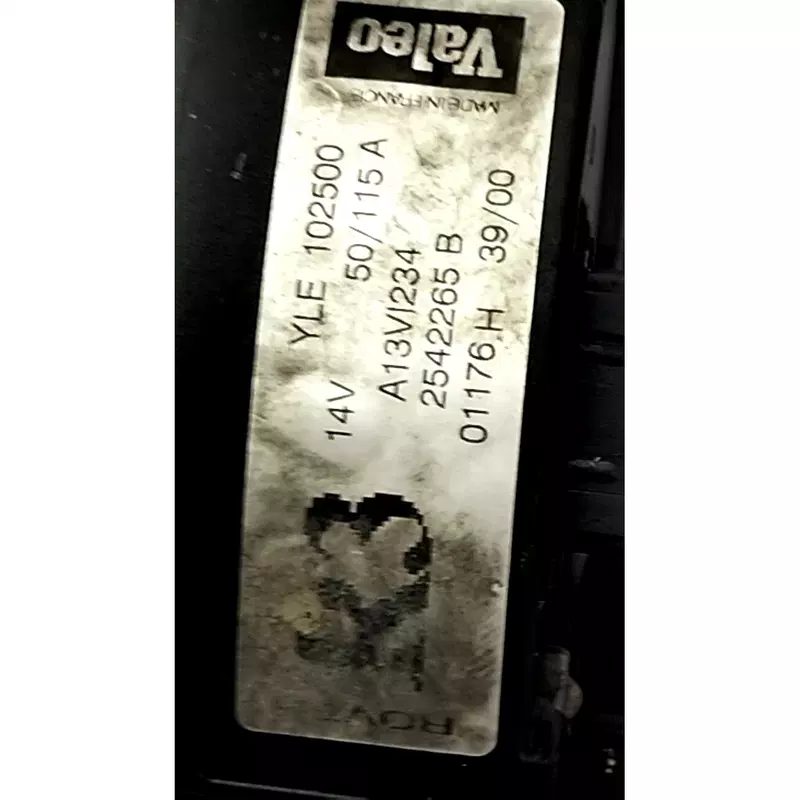 Valeo
MADE IN FRANCE
YLE 102500
14V 50/115 A
A13VI234
2542265 B
01176.H 39/00